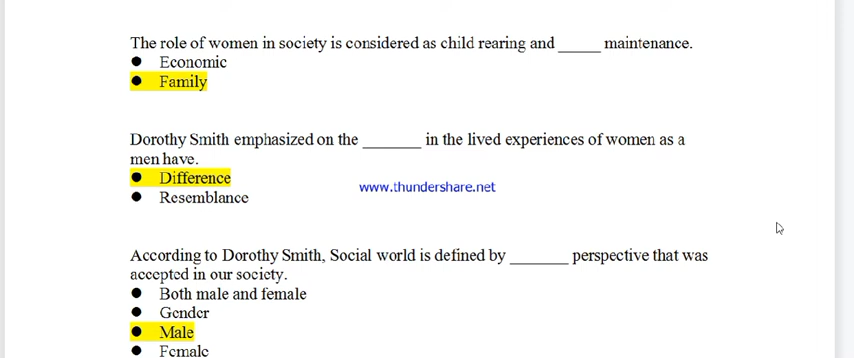 The role of women in society is considered as child rearing and _____ maintenance.
● Economic
● Family
Dorothy Smith emphasized on the _______ in the lived experiences of women as a
men have.
● Difference
www.thundershare.net
● Resemblance
According to Dorothy Smith, Social world is defined by _______ perspective that was
accepted in our society.
● Both male and female
● Gender
● Male
● Female